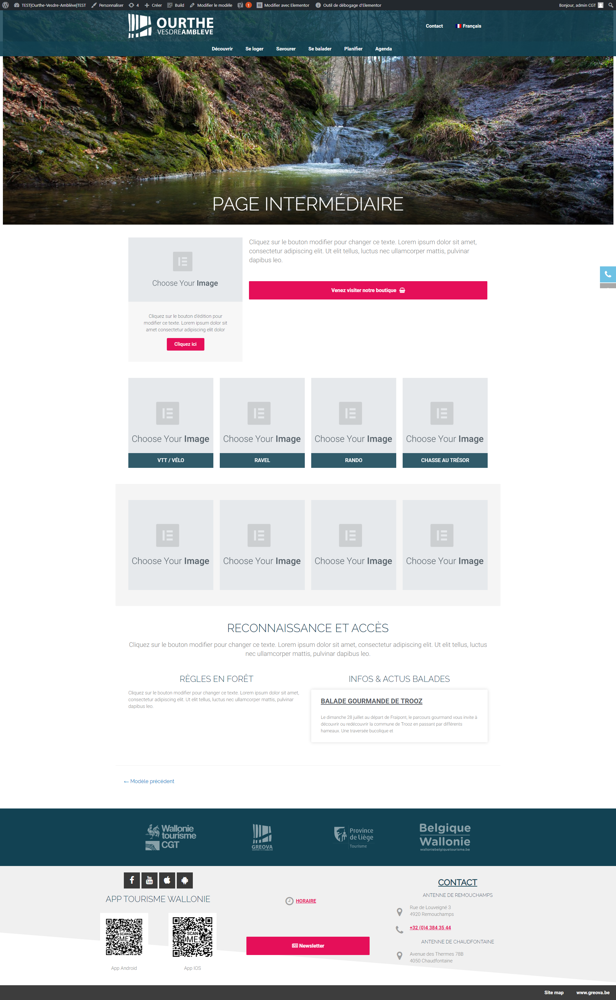 TEST|Ourthe-Vesdre-Amblève|TEST Personnaliser 4 Créer Build Modifier le modèle 1 Modifier avec Elementor Outil de débogage d'Elementor Bonjour, admin CGT
OURTHE
VESDREAMBLEVE
Contact Français
Découvrir Se loger Savourer Se balader Planifier Agenda
PAGE INTERMÉDIAIRE
Choose Your Image
Cliquez sur le bouton d'édition pour
modifier ce texte. Lorem ipsum dolor sit
amet consectetur adipiscing elit dolor
Cliquez ici
Cliquez sur le bouton modifier pour changer ce texte. Lorem ipsum dolor sit amet,
consectetur adipiscing elit. Ut elit tellus, luctus nec ullamcorper mattis, pulvinar
dapibus leo.
Venez visiter notre boutique
Choose Your Image Choose Your Image Choose Your Image Choose Your Image
VTT / VÉLO RAVEL RANDO CHASSE AU TRÉSOR
Choose Your Image Choose Your Image Choose Your Image Choose Your Image
RECONNAISSANCE ET ACCÈS
Cliquez sur le bouton modifier pour changer ce texte. Lorem ipsum dolor sit amet, consectetur adipiscing elit. Ut elit tellus, luctus
nec ullamcorper mattis, pulvinar dapibus leo.
RÈGLES EN FORÊT
Cliquez sur le bouton modifier pour changer ce texte. Lorem ipsum dolor sit amet,
consectetur adipiscing elit. Ut elit tellus, luctus nec ullamcorper mattis, pulvinar
dapibus leo.
INFOS & ACTUS BALADES
BALADE GOURMANDE DE TROOZ
Le dimanche 28 juillet au départ de Fraipont, le parcours gourmand vous invite à
découvrir ou redécouvrir la commune de Trooz en passant par différents
hameaux. Une traversée bucolique et
← Modèle précédent
Wallonie
tourisme
CGT
GREOVA
OURTHEVESDREAMBLEVE
Province
de Liège
Tourisme
Belgique
Wallonie
walloniebelgiquetourisme.be
You
Tube
APP TOURISME WALLONIE
SCAN
ME
App Android
SCAN
ME
App IOS
HORAIRE
Newsletter
CONTACT
ANTENNE DE REMOUCHAMPS
Rue de Louveigné 3
4920 Remouchamps
+32 (0)4 384 35 44
ANTENNE DE CHAUDFONTAINE
Avenue des Thermes 78B
4050 Chaudfontaine
Site map www.greova.be